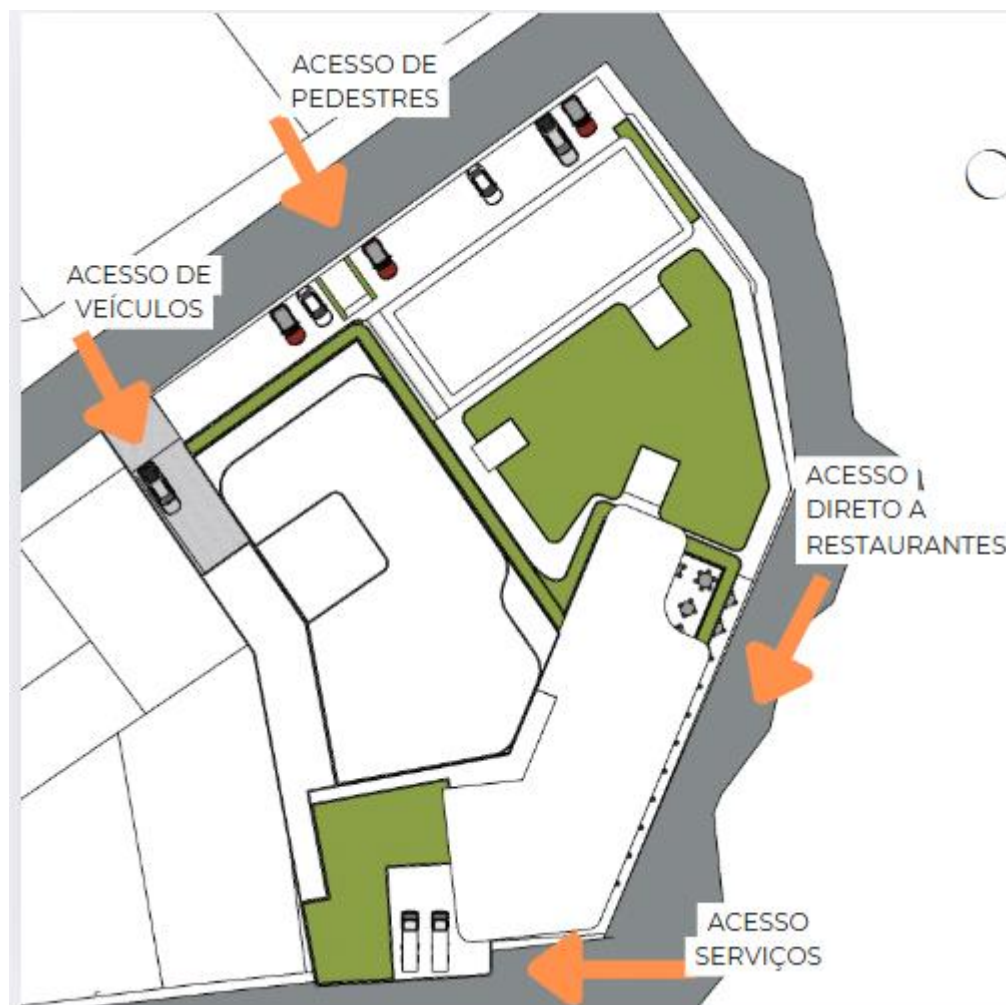 ACESSO DE
PEDESTRES
ACESSO DE
VEÍCULOS
ACESSO
DIRETO A
RESTAURANTES
ACESSO
SERVIÇOS